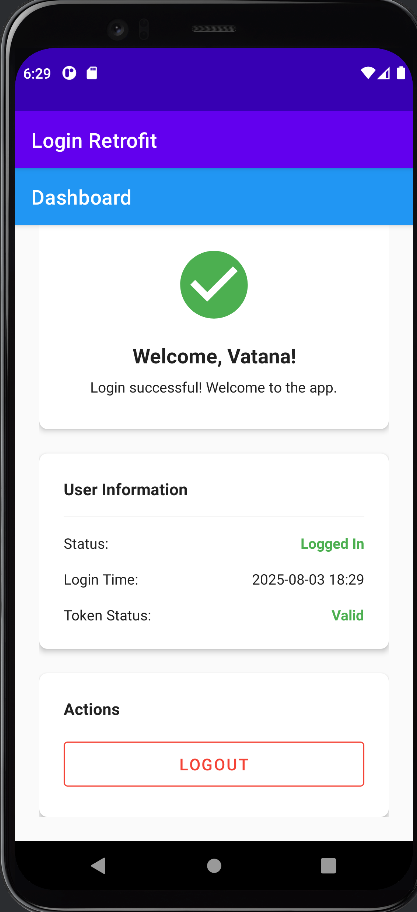 6:29
Login Retrofit
Dashboard
Welcome, Vatana!
Login successful! Welcome to the app.
User Information
Status: Logged In
Login Time: 2025-08-03 18:29
Token Status: Valid
Actions
LOGOUT